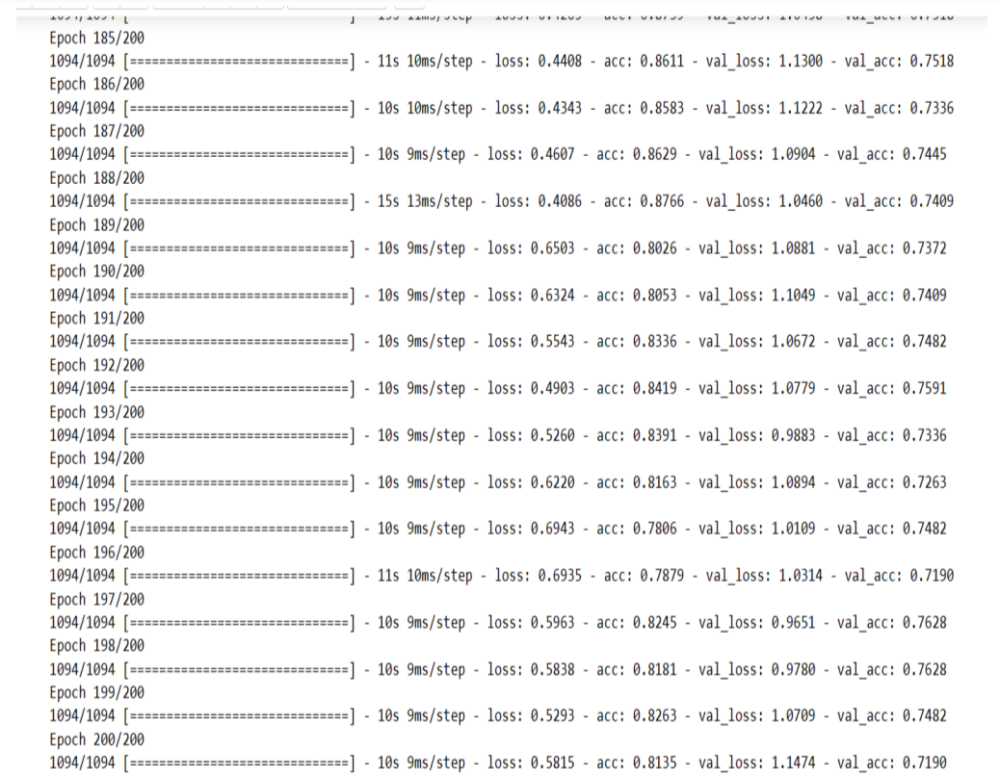 Epoch 185/200
1094/1094 [==============================] - 11s 10ms/step - loss: 0.4408 - acc: 0.8611 - val_loss: 1.1300 - val_acc: 0.7518
Epoch 186/200
1094/1094 [==============================] - 10s 10ms/step - loss: 0.4343 - acc: 0.8583 - val_loss: 1.1222 - val_acc: 0.7336
Epoch 187/200
1094/1094 [==============================] - 10s 9ms/step - loss: 0.4607 - acc: 0.8629 - val_loss: 1.0904 - val_acc: 0.7445
Epoch 188/200
1094/1094 [==============================] - 15s 13ms/step - loss: 0.4086 - acc: 0.8766 - val_loss: 1.0460 - val_acc: 0.7409
Epoch 189/200
1094/1094 [==============================] - 10s 9ms/step - loss: 0.6503 - acc: 0.8026 - val_loss: 1.0881 - val_acc: 0.7372
Epoch 190/200
1094/1094 [==============================] - 10s 9ms/step - loss: 0.6324 - acc: 0.8053 - val_loss: 1.1049 - val_acc: 0.7409
Epoch 191/200
1094/1094 [==============================] - 10s 9ms/step - loss: 0.5543 - acc: 0.8336 - val_loss: 1.0672 - val_acc: 0.7482
Epoch 192/200
1094/1094 [==============================] - 10s 9ms/step - loss: 0.4903 - acc: 0.8419 - val_loss: 1.0779 - val_acc: 0.7591
Epoch 193/200
1094/1094 [==============================] - 10s 9ms/step - loss: 0.5260 - acc: 0.8391 - val_loss: 0.9883 - val_acc: 0.7336
Epoch 194/200
1094/1094 [==============================] - 10s 9ms/step - loss: 0.6220 - acc: 0.8163 - val_loss: 1.0894 - val_acc: 0.7263
Epoch 195/200
1094/1094 [==============================] - 10s 9ms/step - loss: 0.6943 - acc: 0.7806 - val_loss: 1.0109 - val_acc: 0.7482
Epoch 196/200
1094/1094 [==============================] - 11s 10ms/step - loss: 0.6935 - acc: 0.7879 - val_loss: 1.0314 - val_acc: 0.7190
Epoch 197/200
1094/1094 [==============================] - 10s 9ms/step - loss: 0.5963 - acc: 0.8245 - val_loss: 0.9651 - val_acc: 0.7628
Epoch 198/200
1094/1094 [==============================] - 10s 9ms/step - loss: 0.5838 - acc: 0.8181 - val_loss: 0.9780 - val_acc: 0.7628
Epoch 199/200
1094/1094 [==============================] - 10s 9ms/step - loss: 0.5293 - acc: 0.8263 - val_loss: 1.0709 - val_acc: 0.7482
Epoch 200/200
1094/1094 [==============================] - 10s 9ms/step - loss: 0.5815 - acc: 0.8135 - val_loss: 1.1474 - val_acc: 0.7190